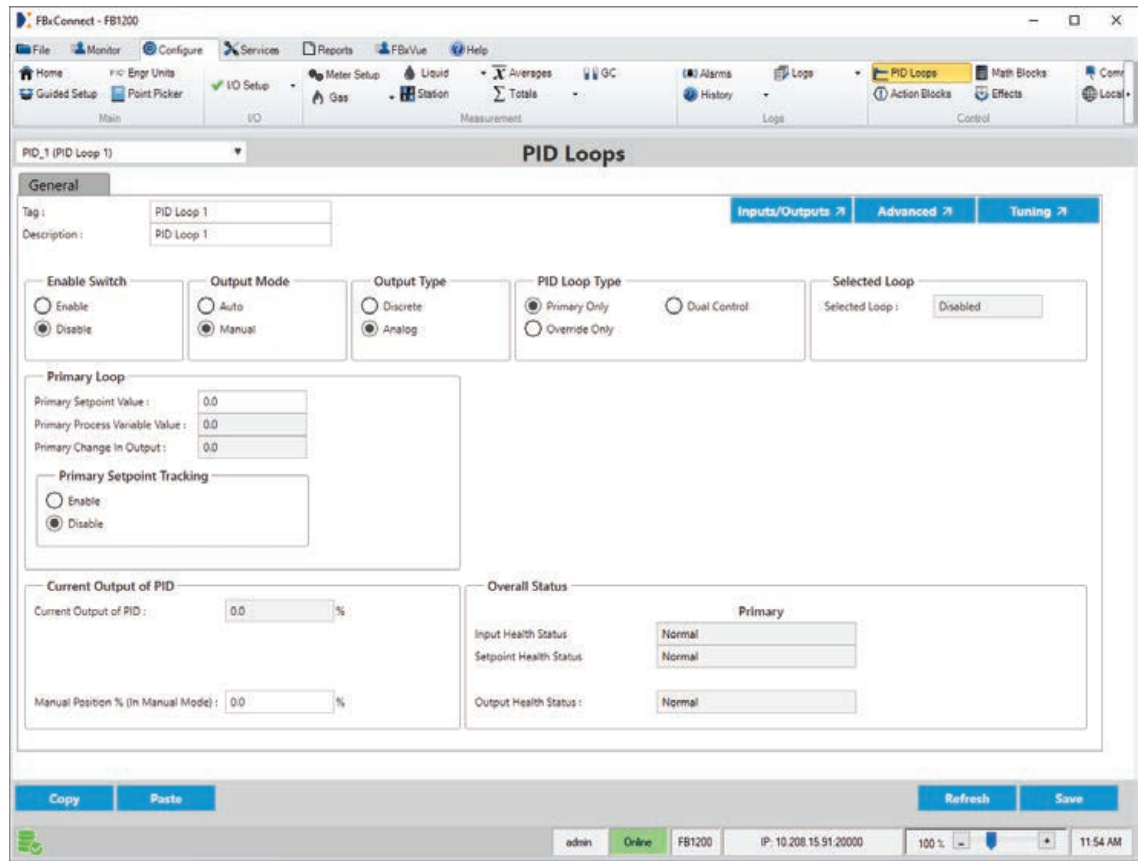 FBxConnect - FB1200
File Monitor Configure Services Reports FBxVue Help
Home Engr Units I/O Setup Meter Setup Liquid Averages GC Alarms Logs PID Loops Math Blocks
Guided Setup Point Picker Gas Station Totals History Action Blocks Effects Local
Main I/O Measurement Logs Control
PID_1 (PID Loop 1) PID Loops
General
Tag : PID Loop 1 Inputs/Outputs Advanced Tuning
Description : PID Loop 1
Enable Switch Output Mode Output Type PID Loop Type Selected Loop
Enable Auto Discrete Primary Only Dual Control Selected Loop : Disabled
Disable Manual Analog Override Only
Primary Loop
Primary Setpoint Value : 0.0
Primary Process Variable Value : 0.0
Primary Change In Output : 0.0
Primary Setpoint Tracking
Enable
Disable
Current Output of PID Overall Status
Current Output of PID : 0.0 % Primary
Input Health Status Normal
Setpoint Health Status Normal
Manual Position % (In Manual Mode) : 0.0 % Output Health Status : Normal
Copy Paste Refresh Save
admin Online FB1200 IP: 10.208.15.91:20000 100 % - + 11:54 AM